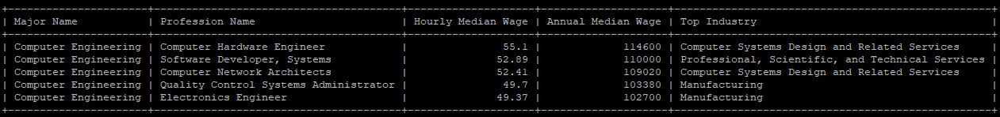 +----------------------+--------------------------------------+--------------------+--------------------+-------------------------------------------------+
| Major Name           | Profession Name                      | Hourly Median Wage | Annual Median Wage | Top Industry                                    |
+----------------------+--------------------------------------+--------------------+--------------------+-------------------------------------------------+
| Computer Engineering | Computer Hardware Engineer           |               55.1 |             114600 | Computer Systems Design and Related Services    |
| Computer Engineering | Software Developer, Systems          |              52.89 |             110000 | Professional, Scientific, and Technical Services |
| Computer Engineering | Computer Network Architects          |              52.41 |             109020 | Computer Systems Design and Related Services    |
| Computer Engineering | Quality Control Systems Administrator |               49.7 |             103380 | Manufacturing                                   |
| Computer Engineering | Electronics Engineer                 |              49.37 |             102700 | Manufacturing                                   |
+----------------------+--------------------------------------+--------------------+--------------------+-------------------------------------------------+